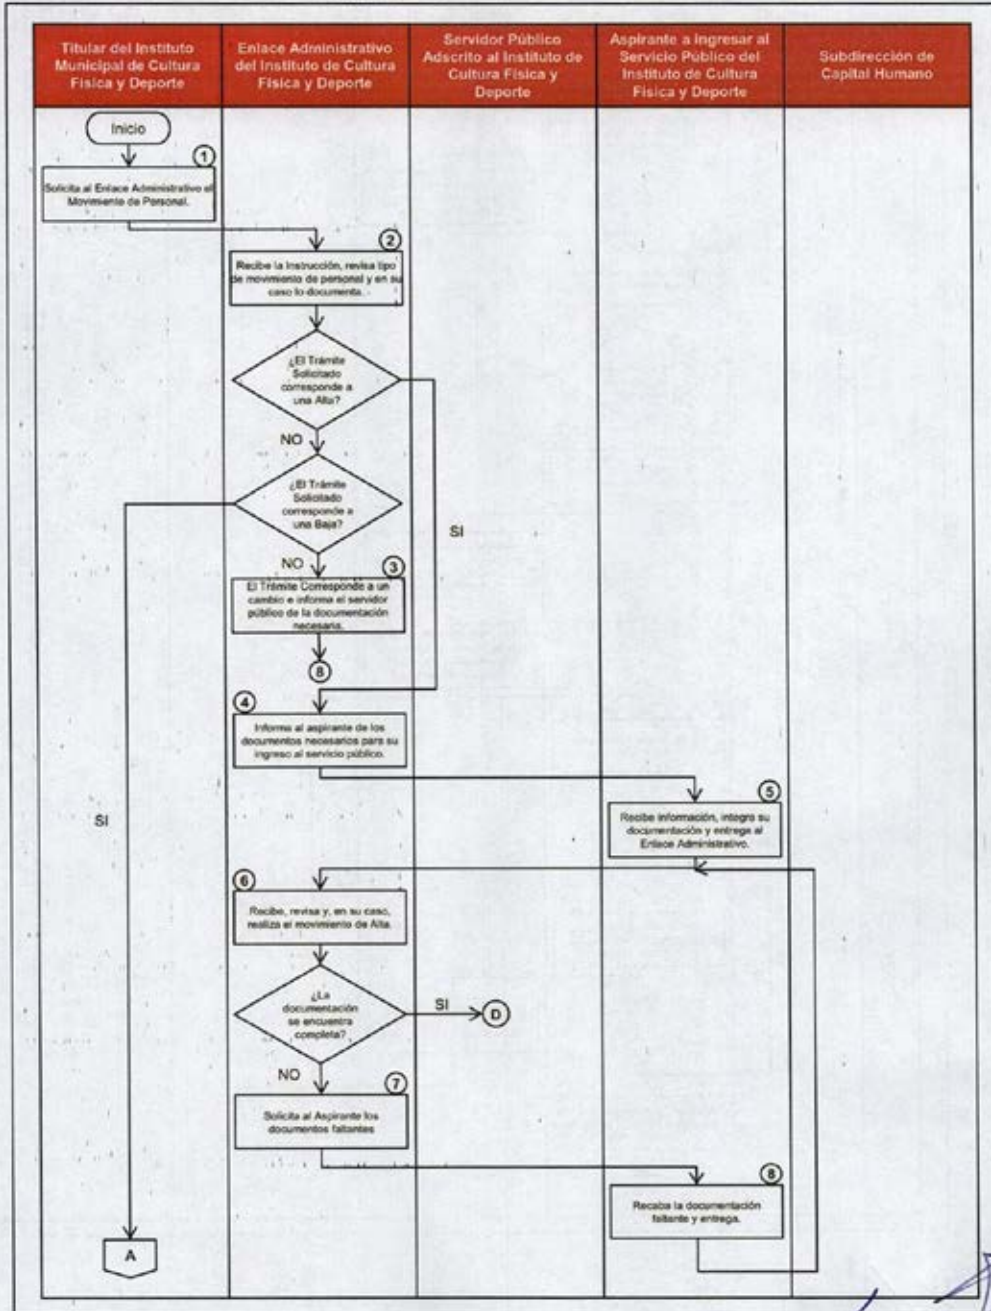 Titular del Instituto
Municipal de Cultura
Física y Deporte
Enlace Administrativo
del Instituto de Cultura
Física y Deporte
Servidor Público
Adscrito al Instituto de
Cultura Física y
Deporte
Aspirante a Ingresar al
Servicio Público del
Instituto de Cultura
Física y Deporte
Subdirección de
Capital Humano
Inicio
1
Solicita al Enlace Administrativo el
Movimiento de Personal.
2
Recibe la Instrucción, revisa tipo
de movimiento de personal y en su
caso lo documenta.
¿El Trámite
Solicitado
corresponde a
una Alta?
NO
¿El Trámite
Solicitado
corresponde a
una Baja?
SI
NO
3
El Trámite Corresponde a un
cambio e informa el servidor
público de la documentación
necesaria.
B
4
Informa al aspirante de los
documentos necesarios para su
ingreso al servicio público.
5
Recibe información, integra su
documentación y entrega al
Enlace Administrativo.
SI
6
Recibe, revisa y, en su caso,
realiza el movimiento de Alta.
¿La
documentación
se encuentra
completa?
SI
D
NO
7
Solicita al Aspirante los
documentos faltantes
8
Recaba la documentación
faltante y entrega.
A